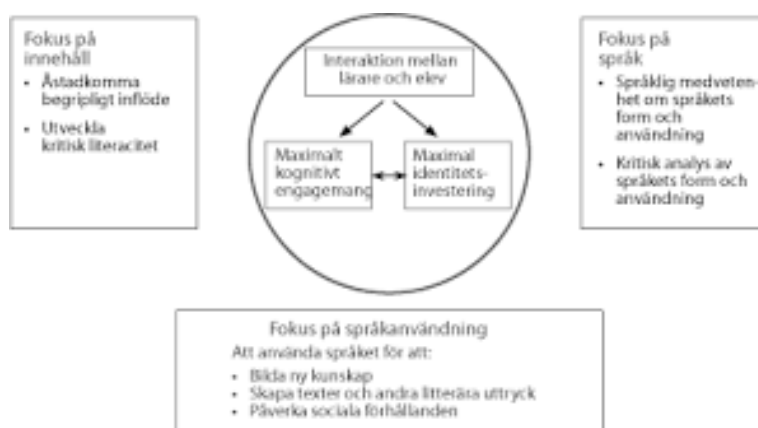 Fokus på
innehåll
• Åstadkomma
begripligt inflöde
• Utveckla
kritisk literacitet
Interaktion mellan
lärare och elev
Maximalt
kognitivt
engagemang
Maximal
identitets-
investering
Fokus på
språk
• Språklig medveten-
het om språkets
form och
användning
• Kritisk analys av
språkets form och
användning
Fokus på språkanvändning
Att använda språket för att:
• Bilda ny kunskap
• Skapa texter och andra litterära uttryck
• Påverka sociala förhållanden